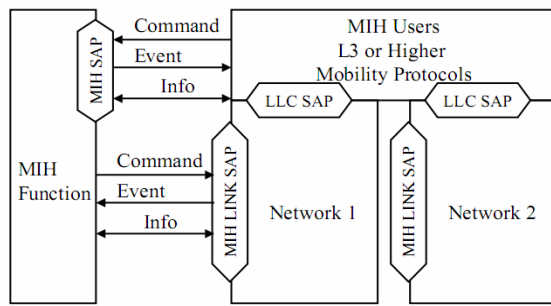 Command
MIH Users
L3 or Higher
Mobility Protocols
MIH SAP
Event
Info
LLC SAP
LLC SAP
MIH
Function
Command
Event
Info
MIH LINK SAP
Network 1
MIH LINK SAP
Network 2